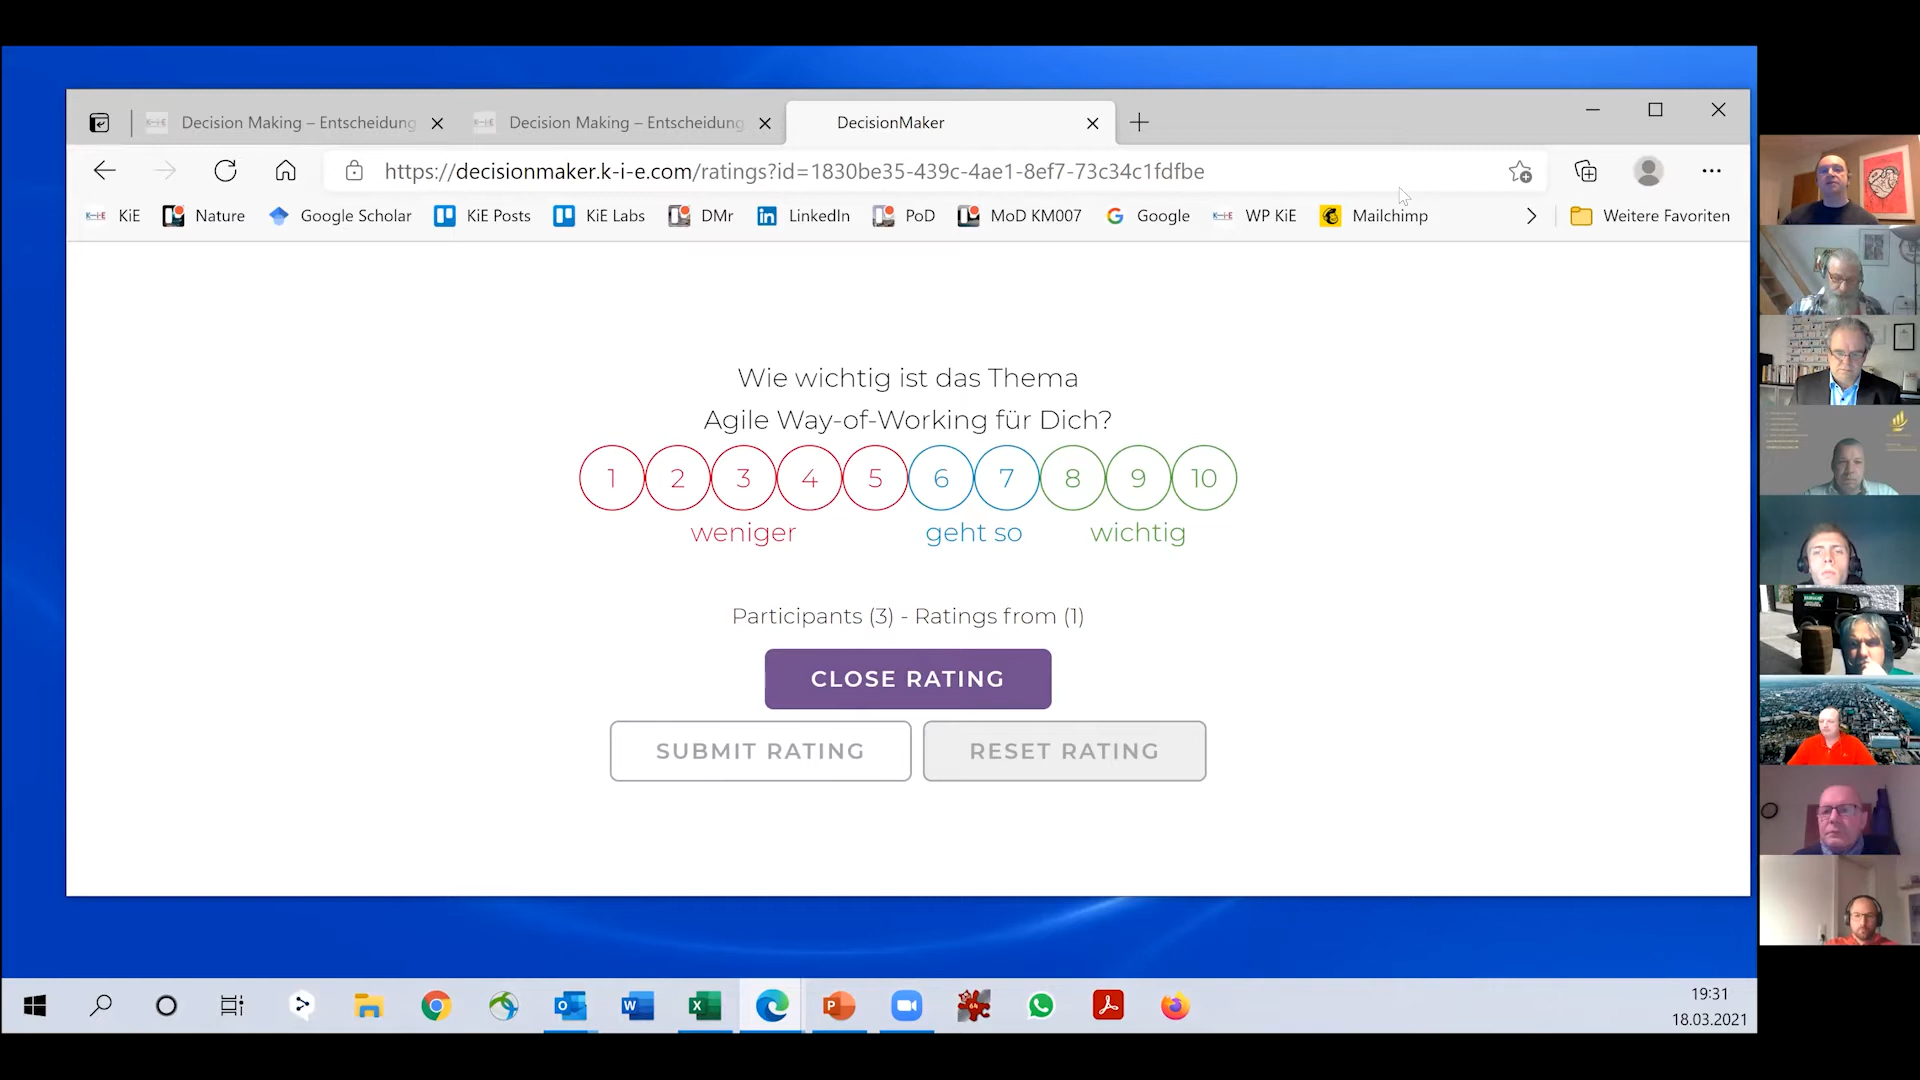 Decision Making – Entscheidung
Decision Making – Entscheidung
DecisionMaker
https://decisionmaker.k-i-e.com/ratings?id=1830be35-439c-4ae1-8ef7-73c34c1fdfbe
KiE
Nature
Google Scholar
KiE Posts
KiE Labs
DMr
LinkedIn
PoD
MoD KM007
Google
WP KiE
Mailchimp
Weitere Favoriten
Wie wichtig ist das Thema
Agile Way-of-Working für Dich?
1 2 3 4 5 6 7 8 9 10
weniger geht so wichtig
Participants (3) - Ratings from (1)
CLOSE RATING
SUBMIT RATING RESET RATING
19:31
18.03.2021